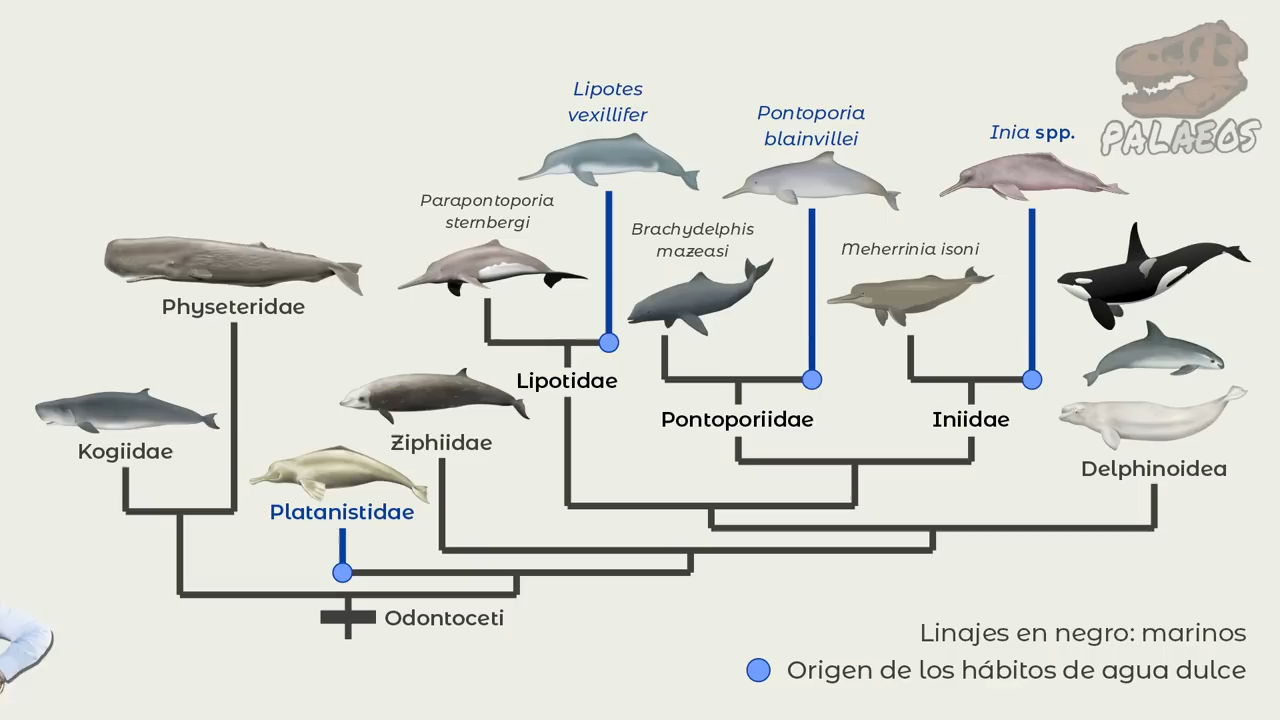 PALAEOS
Lipotes
vexillifer
Pontoporia
blainvillei
Inia spp.
Parapontoporia
sternbergi
Brachydelphis
mazeasi
Meherrinia isoni
Physeteridae
Lipotidae
Pontoporiidae
Iniidae
Kogiidae
Ziphiidae
Delphinoidea
Platanistidae
Odontoceti
Linajes en negro: marinos
Origen de los hábitos de agua dulce